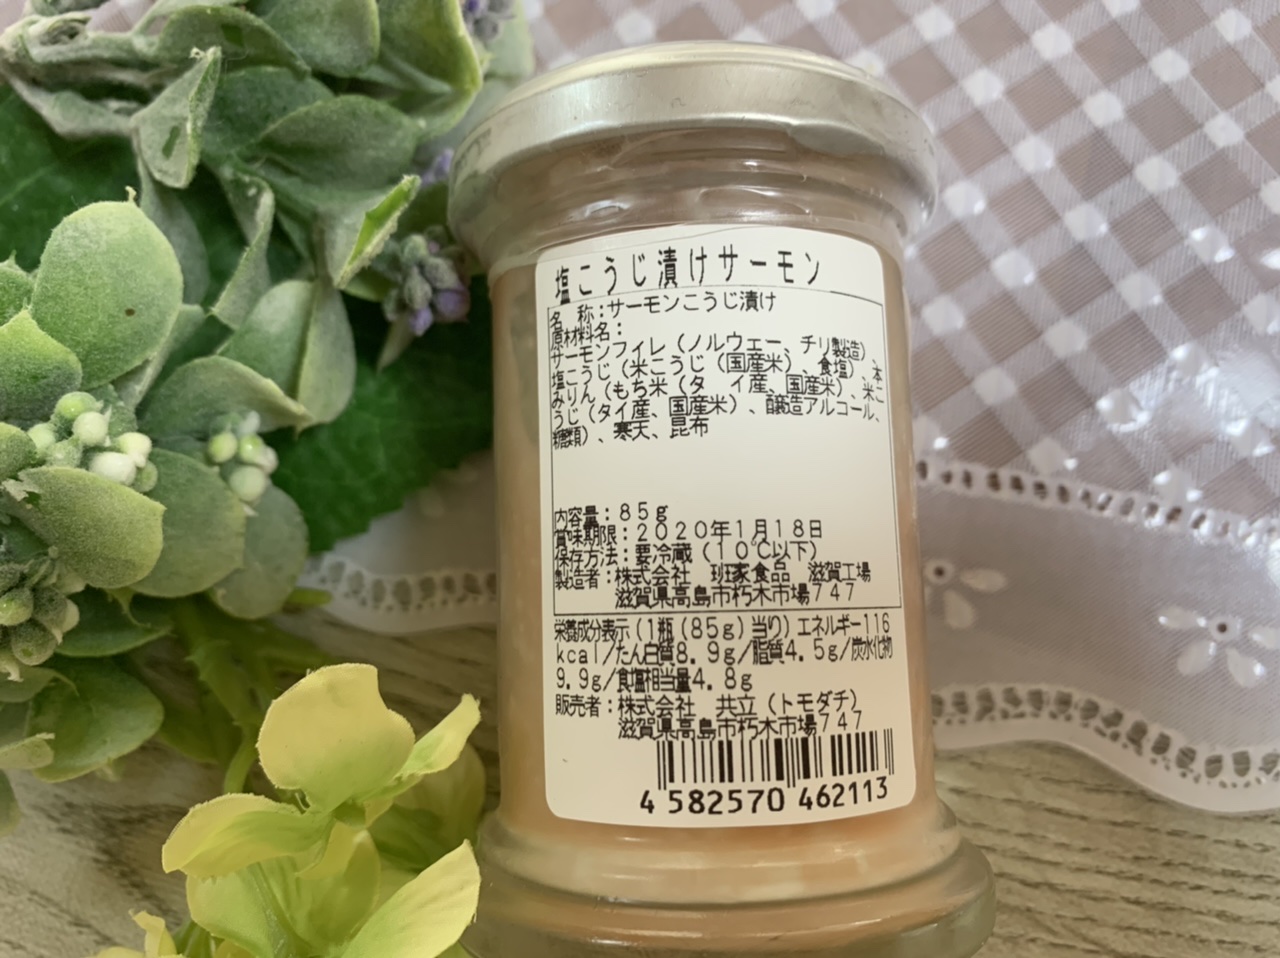 塩こうじ漬けサーモン
名　称：サーモンこうじ漬け
原材料名：
サーモンフイレ（ノルウェー、チリ製造）、
塩こうじ（米こうじ（国産米）、食塩）、本
みりん（もち米（タ　イ産、国産米）、米こ
うじ（タイ産、国産米）、醸造アルコール、
糖類）、寒天、昆布
内容量：８５ｇ
賞味期限：２０２０年１月１８日
保存方法：要冷蔵（１０℃以下）
製造者：株式会社　班家食品　滋賀工場
滋賀県高島市朽木市場７４７
栄養成分表示（1瓶（85g）当り）エネルギー116
kcal/たん白質8.9g/脂質4.5g/炭水化物
9.9g/食塩相当量4.8g
販売者：株式会社　共立（トモダチ）
滋賀県高島市朽木市場７４７
4 582570 462113